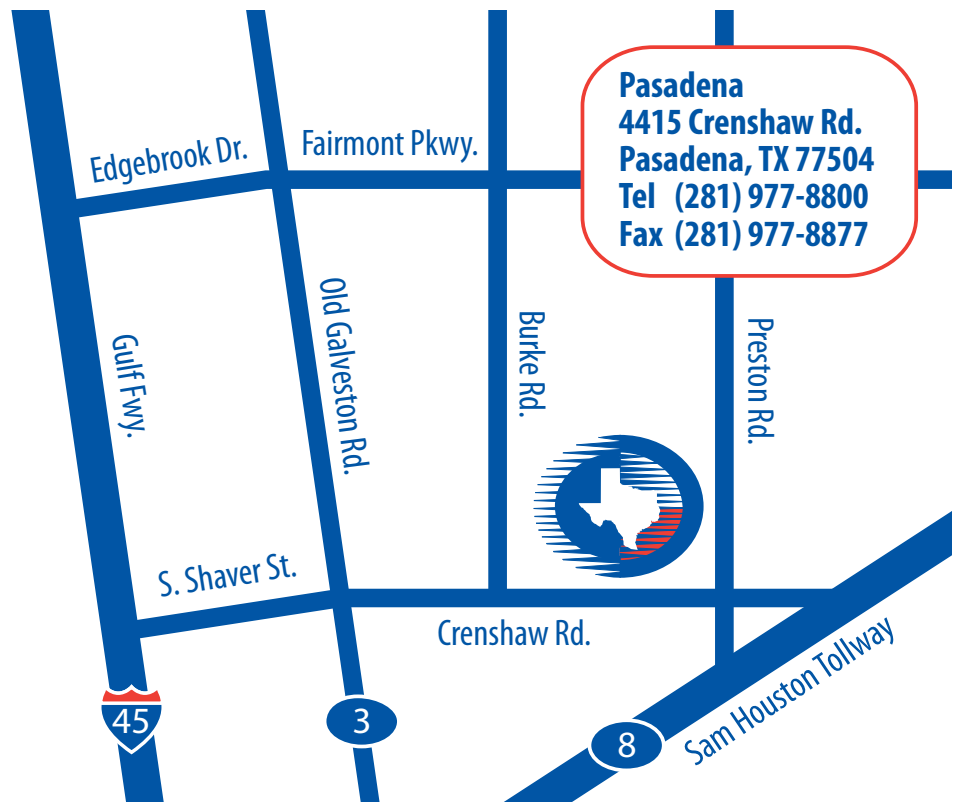 Pasadena
4415 Crenshaw Rd.
Pasadena, TX 77504
Tel (281) 977-8800
Fax (281) 977-8877
Edgebrook Dr.
Fairmont Pkwy.
Gulf Fwy.
Old Galveston Rd.
Burke Rd.
Preston Rd.
S. Shaver St.
Crenshaw Rd.
Sam Houston Tollway
45
3
8